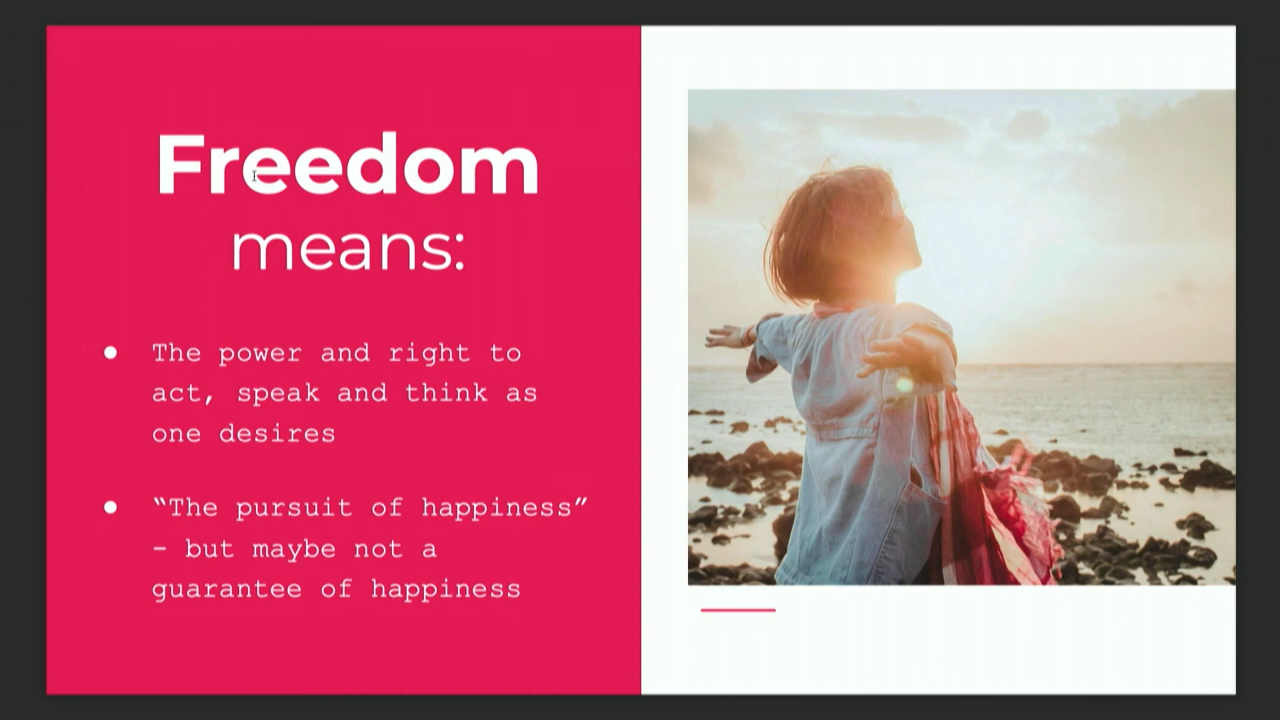 Freedom
means:
● The power and right to
act, speak and think as
one desires
● “The pursuit of happiness”
– but maybe not a
guarantee of happiness